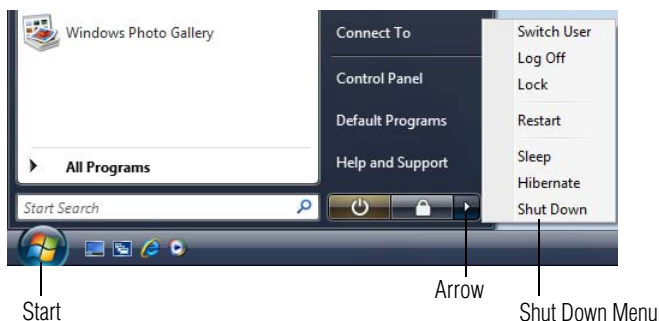 Windows Photo Gallery
All Programs
Start Search
Connect To
Control Panel
Default Programs
Help and Support
Switch User
Log Off
Lock
Restart
Sleep
Hibernate
Shut Down
Start
Arrow
Shut Down Menu